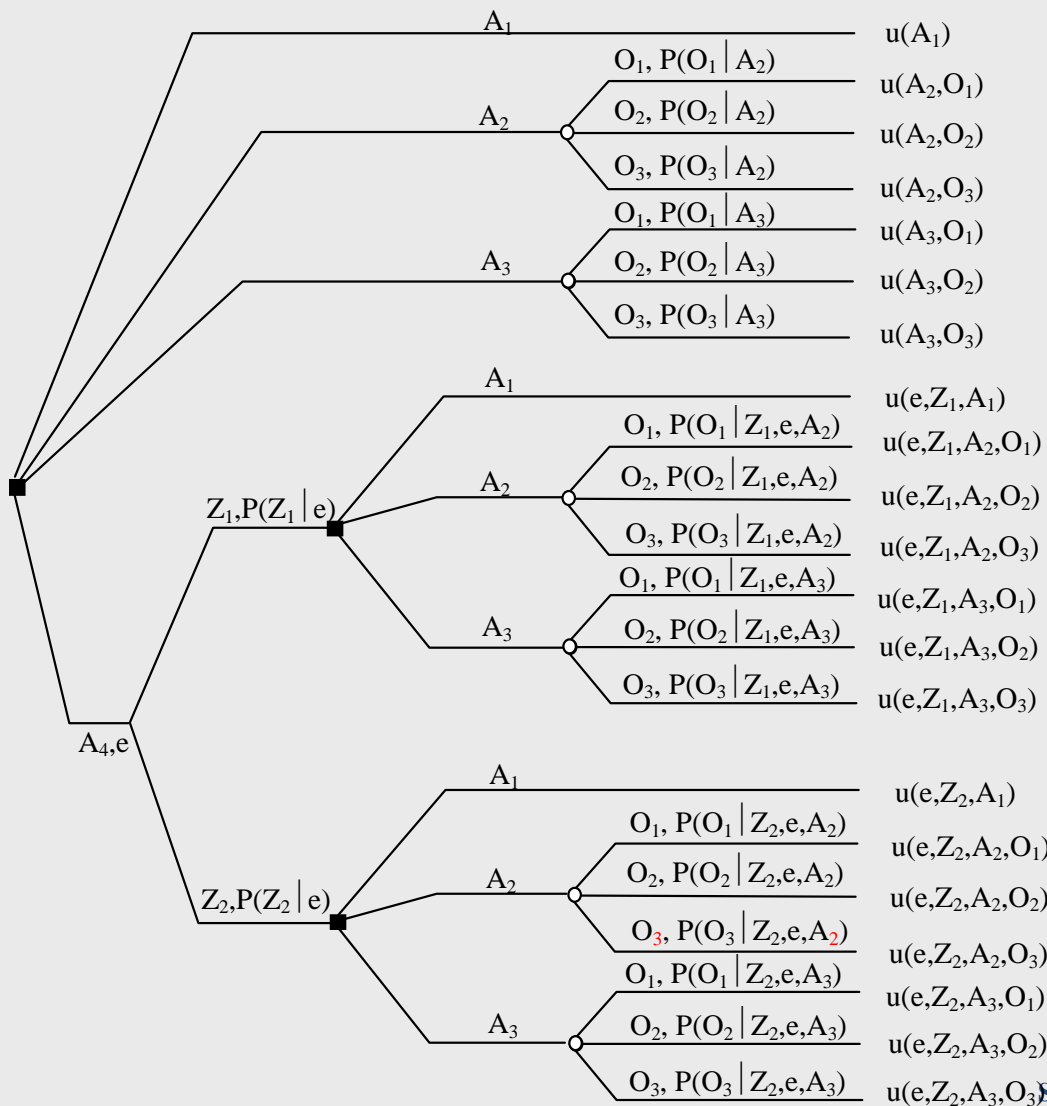 A₁ u(A₁)
O₁, P(O₁|A₂) u(A₂,O₁)
A₂ O₂, P(O₂|A₂) u(A₂,O₂)
O₃, P(O₃|A₂) u(A₂,O₃)
O₁, P(O₁|A₃) u(A₃,O₁)
A₃ O₂, P(O₂|A₃) u(A₃,O₂)
O₃, P(O₃|A₃) u(A₃,O₃)
A₁ u(e,Z₁,A₁)
O₁, P(O₁|Z₁,e,A₂) u(e,Z₁,A₂,O₁)
A₂ O₂, P(O₂|Z₁,e,A₂) u(e,Z₁,A₂,O₂)
Z₁,P(Z₁|e)
O₃, P(O₃|Z₁,e,A₂) u(e,Z₁,A₂,O₃)
O₁, P(O₁|Z₁,e,A₃) u(e,Z₁,A₃,O₁)
A₃ O₂, P(O₂|Z₁,e,A₃) u(e,Z₁,A₃,O₂)
O₃, P(O₃|Z₁,e,A₃) u(e,Z₁,A₃,O₃)
A₄,e
A₁ u(e,Z₂,A₁)
O₁, P(O₁|Z₂,e,A₂) u(e,Z₂,A₂,O₁)
A₂ O₂, P(O₂|Z₂,e,A₂) u(e,Z₂,A₂,O₂)
Z₂,P(Z₂|e)
O₃, P(O₃|Z₂,e,A₂) u(e,Z₂,A₂,O₃)
O₁, P(O₁|Z₂,e,A₃) u(e,Z₂,A₃,O₁)
A₃ O₂, P(O₂|Z₂,e,A₃) u(e,Z₂,A₃,O₂)
O₃, P(O₃|Z₂,e,A₃) u(e,Z₂,A₃,O₃)